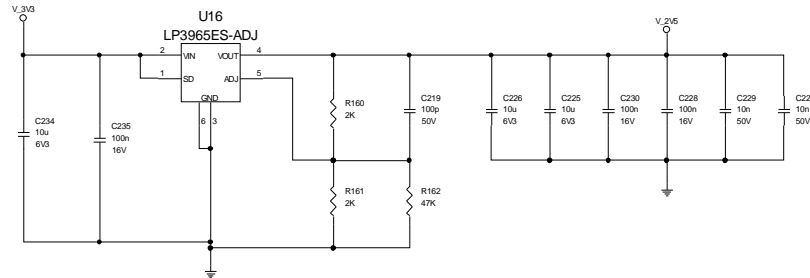 V_3V3
U16
LP3965ES-ADJ
V_2V5
2
VIN
VOUT
4
1
SD
ADJ
5
GND
6
3
C234
10u
6V3
C235
100n
16V
R160
2K
C219
100p
50V
C226
10u
6V3
C225
10u
6V3
C230
100n
16V
C228
100n
16V
C229
10n
50V
C22
10n
50V
R161
2K
R162
47K